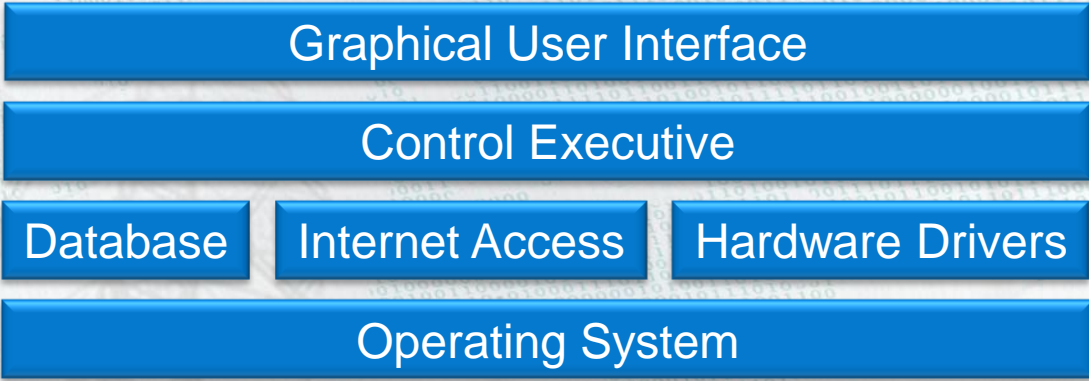 Graphical User Interface
Control Executive
Database Internet Access Hardware Drivers
Operating System